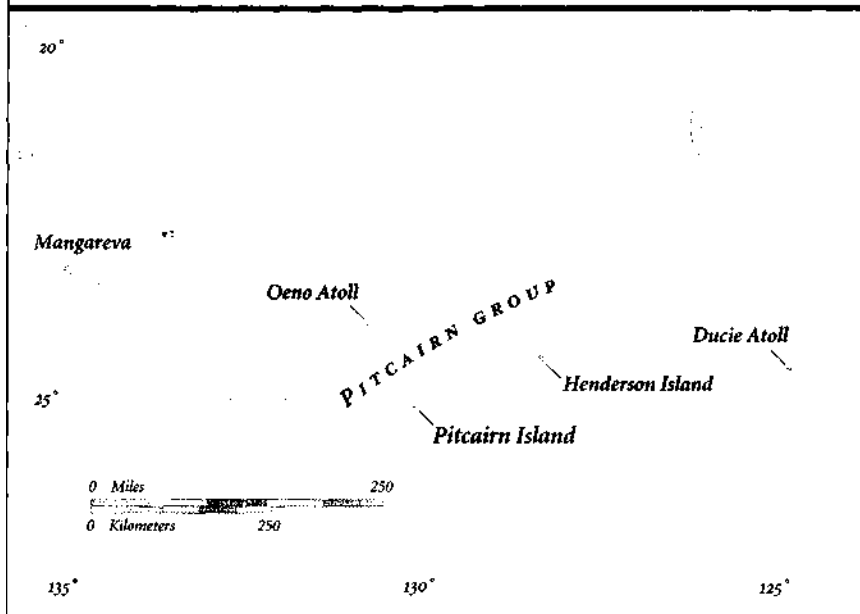 20°
Mangareva
Oeno Atoll
PITCAIRN GROUP
Ducie Atoll
Henderson Island
25°
Pitcairn Island
0 Miles 250
0 Kilometers 250
135° 130° 125°